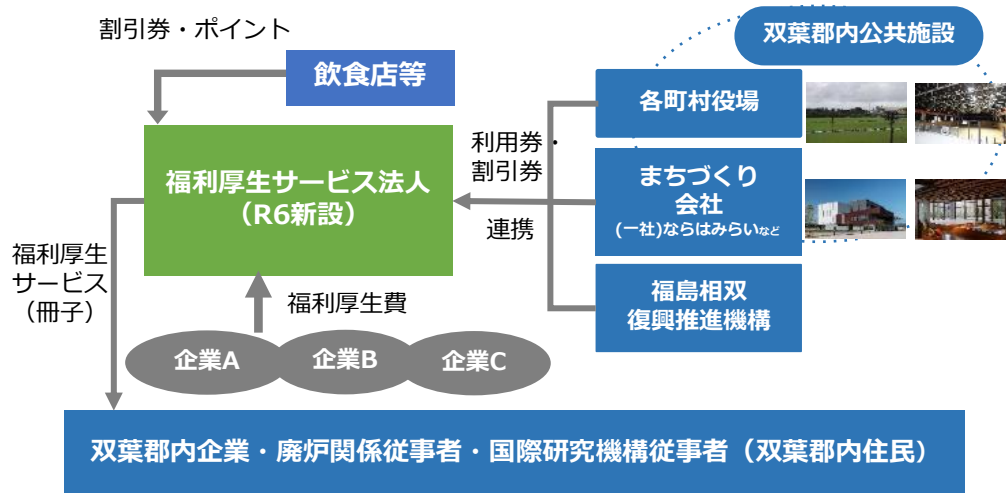 割引券・ポイント
飲食店等
双葉郡内公共施設
各町村役場
利用券・
割引券
連携
福利厚生サービス法人
（R6新設）
まちづくり
会社
(一社)ならはみらいなど
福利厚生
サービス
（冊子）
福利厚生費
福島相双
復興推進機構
企業A
企業B
企業C
双葉郡内企業・廃炉関係従事者・国際研究機構従事者（双葉郡内住民）